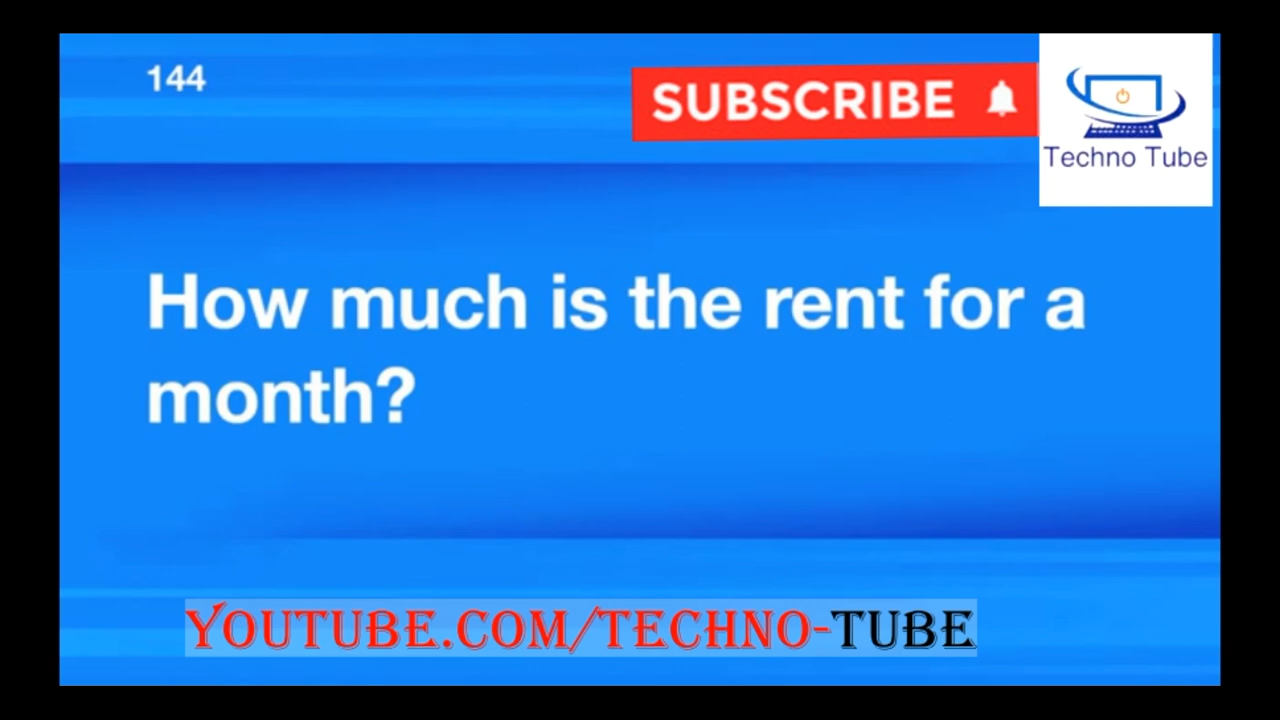 144
SUBSCRIBE
Techno Tube
How much is the rent for a
month?
YOUTUBE.COM/TECHNO-TUBE